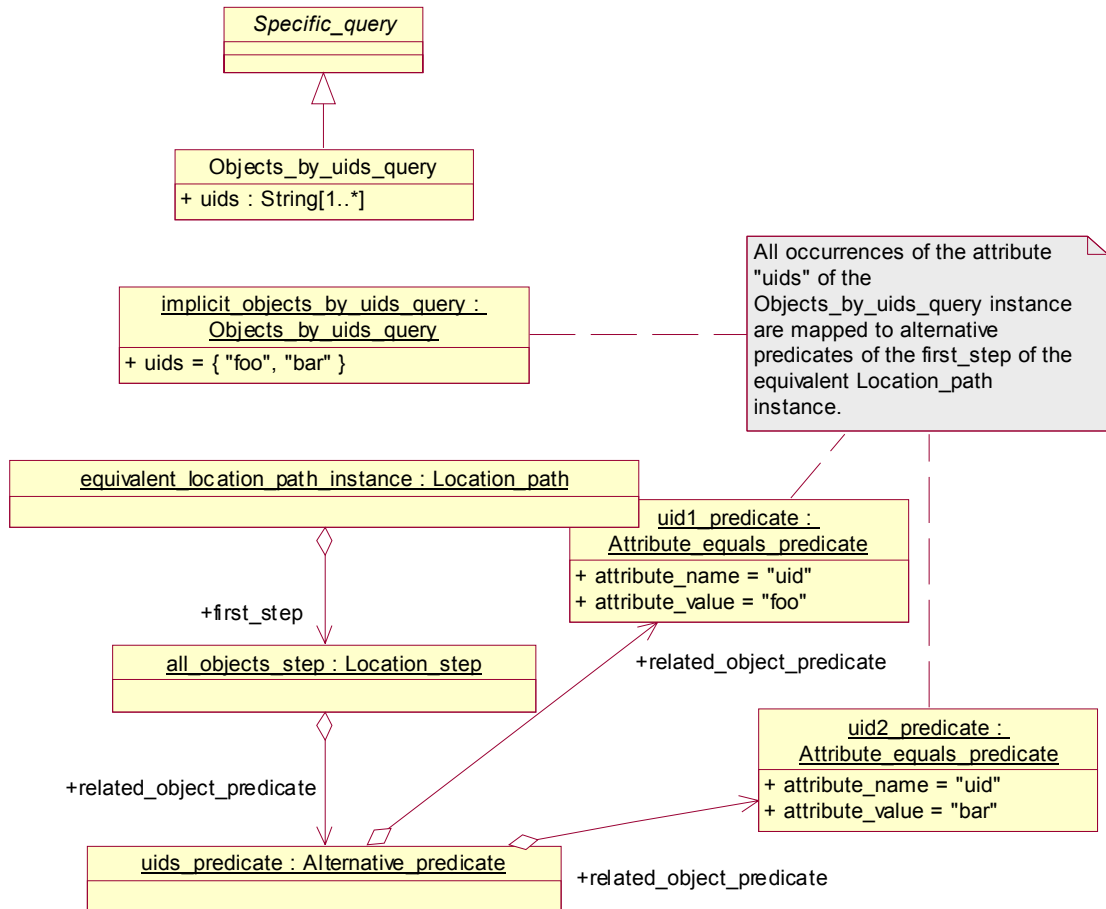 Specific_query
Objects_by_uids_query
+ uids : String[1..*]
implicit_objects_by_uids_query :
Objects_by_uids_query
+ uids = { "foo", "bar" }
All occurrences of the attribute
"uids" of the
Objects_by_uids_query instance
are mapped to alternative
predicates of the first_step of the
equivalent Location_path
instance.
equivalent_location_path_instance : Location_path
uid1_predicate :
Attribute_equals_predicate
+ attribute_name = "uid"
+ attribute_value = "foo"
+first_step
all_objects_step : Location_step
+related_object_predicate
uid2_predicate :
Attribute_equals_predicate
+ attribute_name = "uid"
+ attribute_value = "bar"
+related_object_predicate
uids_predicate : Alternative_predicate
+related_object_predicate